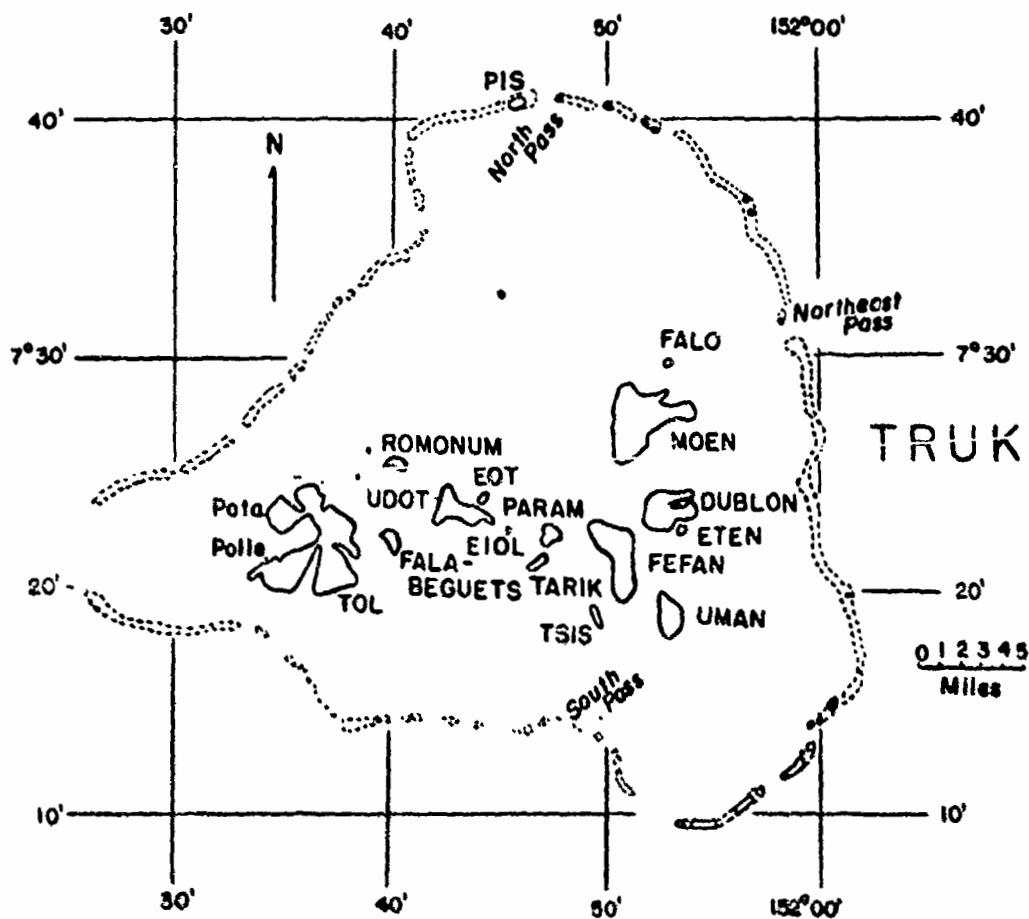 30' 40' 50' 152°00'
PIS
40' 40'
North
Pass
N
Northeast
Pass
FALO
7°30' 7°30'
MOEN
TRUK
ROMONUM
EOT
UDOT
PARAM
DUBLON
Pata
ETEN
EIOL
Polle
FALA-
BEGUETS
FEFAN
TARIK
20' 20'
TOL
UMAN
TSIS
0 1 2 3 4 5
Miles
South
Pass
10' 10'
30' 40' 50' 152°00'